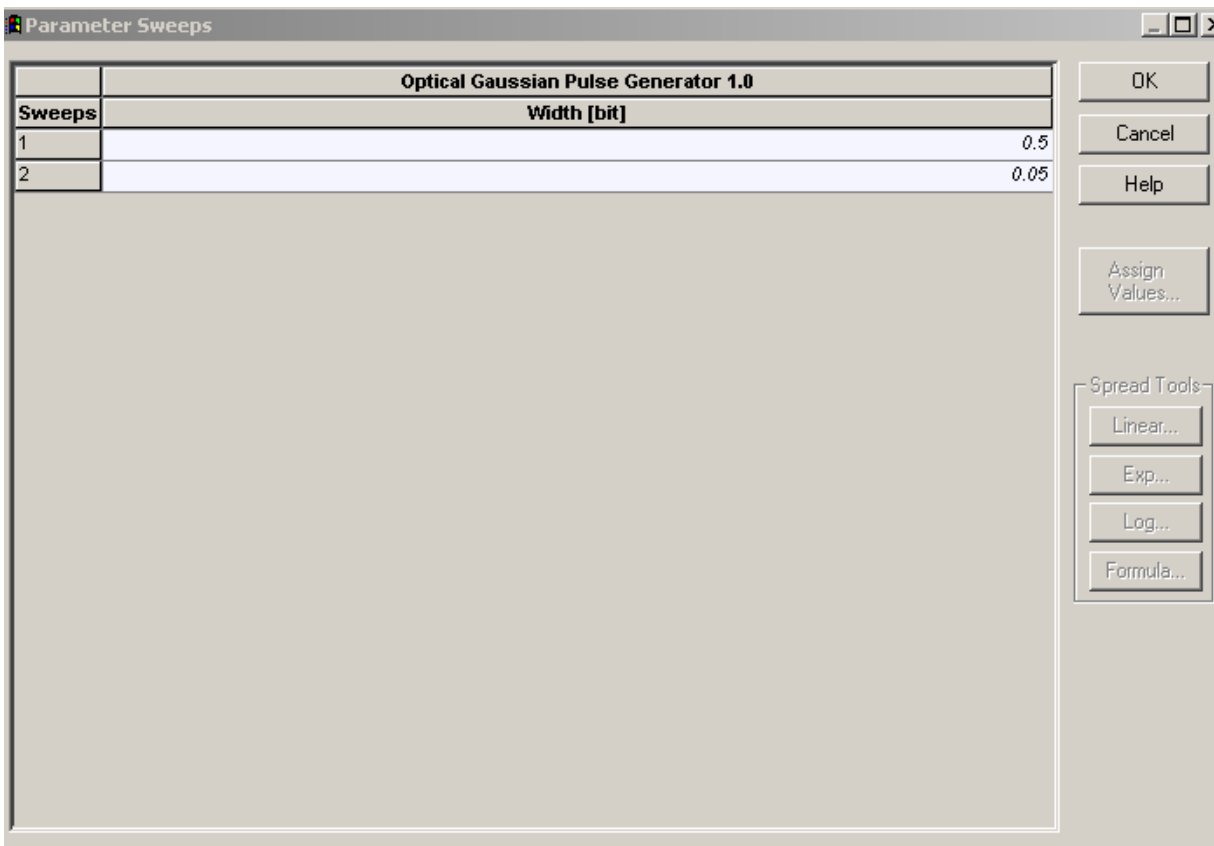 Parameter Sweeps
Optical Gaussian Pulse Generator 1.0
Sweeps Width [bit]
1 0.5
2 0.05
OK
Cancel
Help
Assign
Values...
Spread Tools
Linear...
Exp...
Log...
Formula...